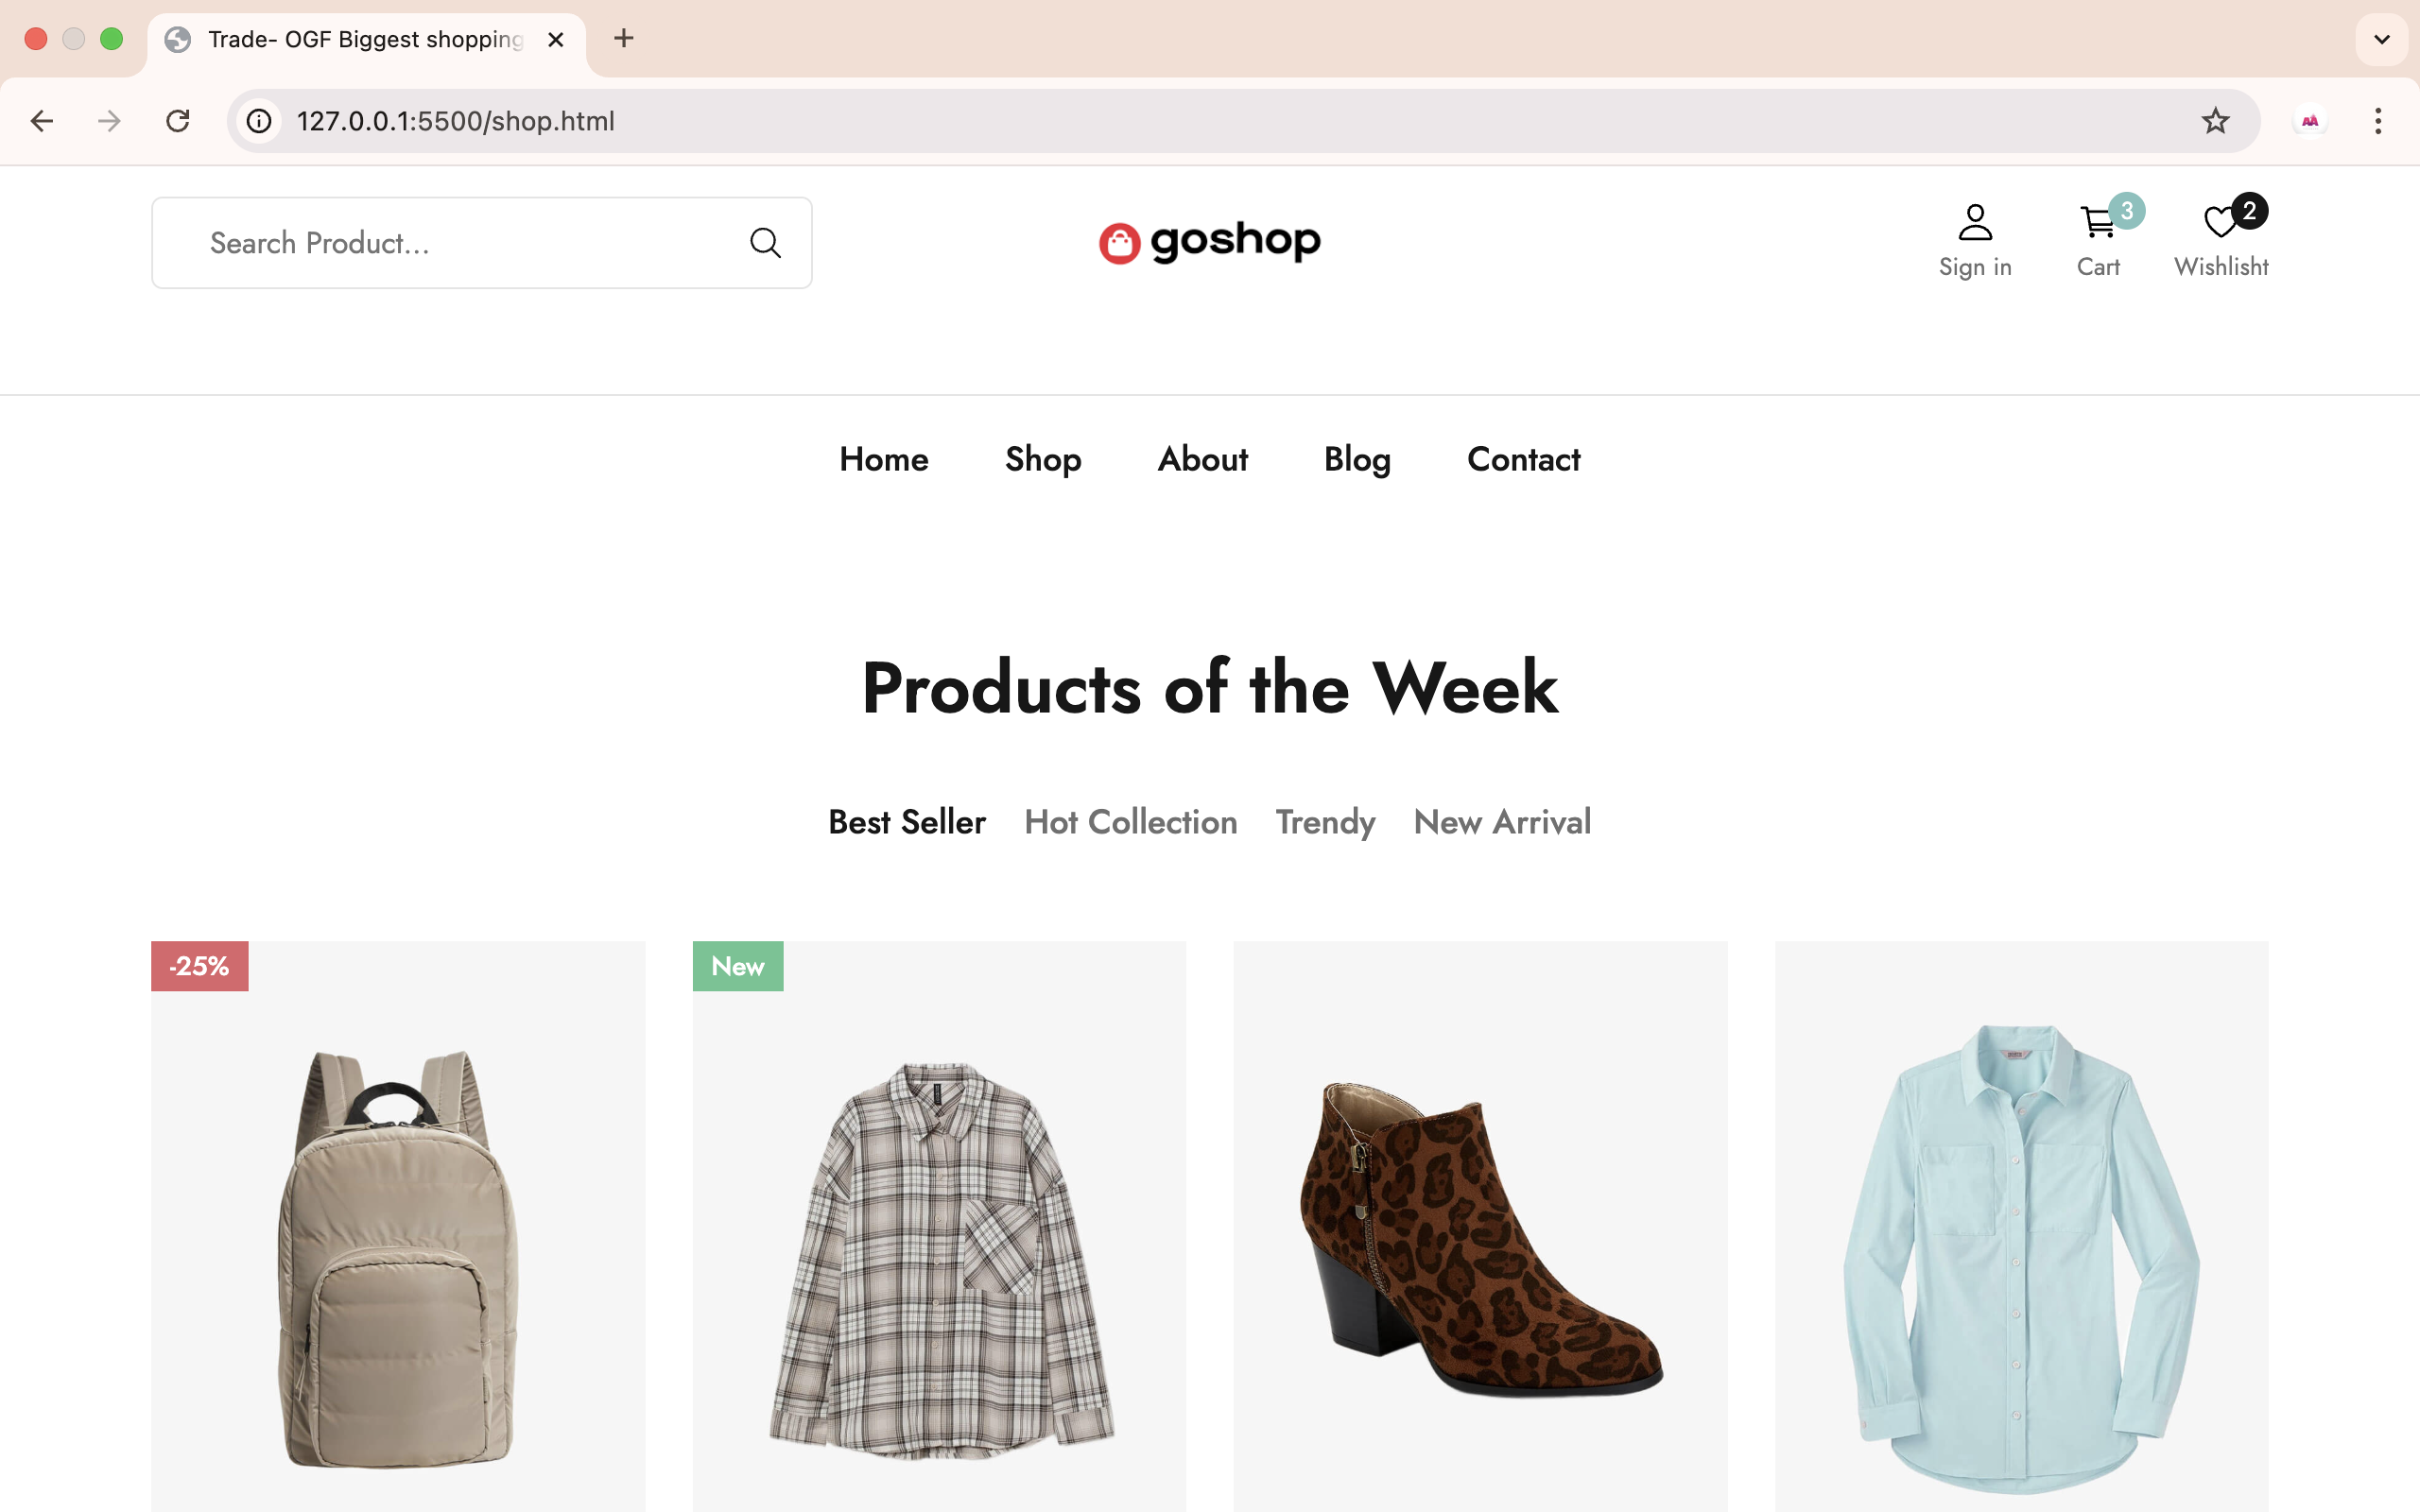 Trade- OGF Biggest shopping
127.0.0.1:5500/shop.html
Search Product...
goshop
3
2
Sign in
Cart
Wishlisht
Home
Shop
About
Blog
Contact
Products of the Week
Best Seller
Hot Collection
Trendy
New Arrival
-25%
New